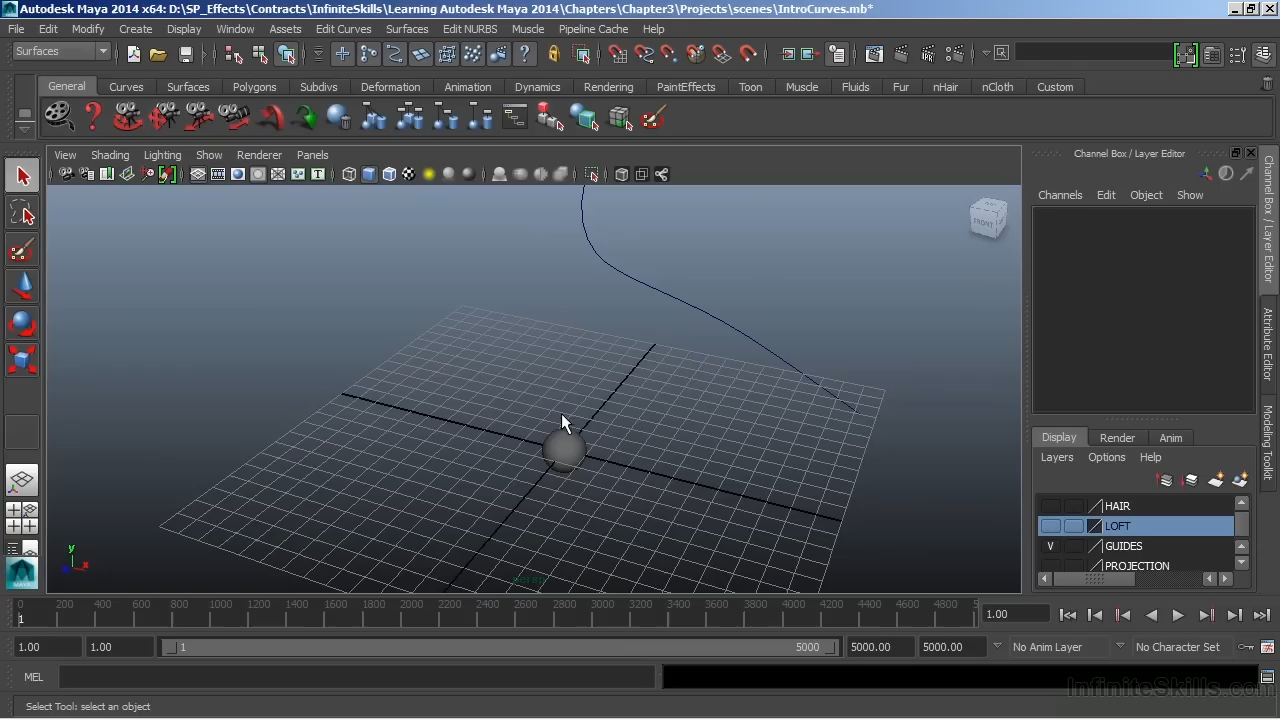 Autodesk Maya 2014 x64: D:\SP_Effects\Contracts\InfiniteSkills\Learning Autodesk Maya 2014\Chapters\Chapter3\Projects\scenes\IntroCurves.mb*
File Edit Modify Create Display Window Assets Edit Curves Surfaces Edit NURBS Muscle Pipeline Cache Help
Surfaces
General Curves Surfaces Polygons Subdivs Deformation Animation Dynamics Rendering PaintEffects Toon Muscle Fluids Fur nHair nCloth Custom
View Shading Lighting Show Renderer Panels
Channel Box / Layer Editor
Channels Edit Object Show
FRONT
Channel Box / Layer Editor
Attribute Editor
Modeling Toolkit
Display Render Anim
Layers Options Help
HAIR
LOFT
V GUIDES
PROJECTION
y
x
persp
0 200 400 600 800 1000 1200 1400 1600 1800 2000 2200 2400 2600 2800 3000 3200 3400 3600 3800 4000 4200 4400 4600 4800 5
1
1.00
1.00 1.00 1 5000 5000.00 5000.00 No Anim Layer No Character Set
MEL
InfiniteSkills.com
Select Tool: select an object